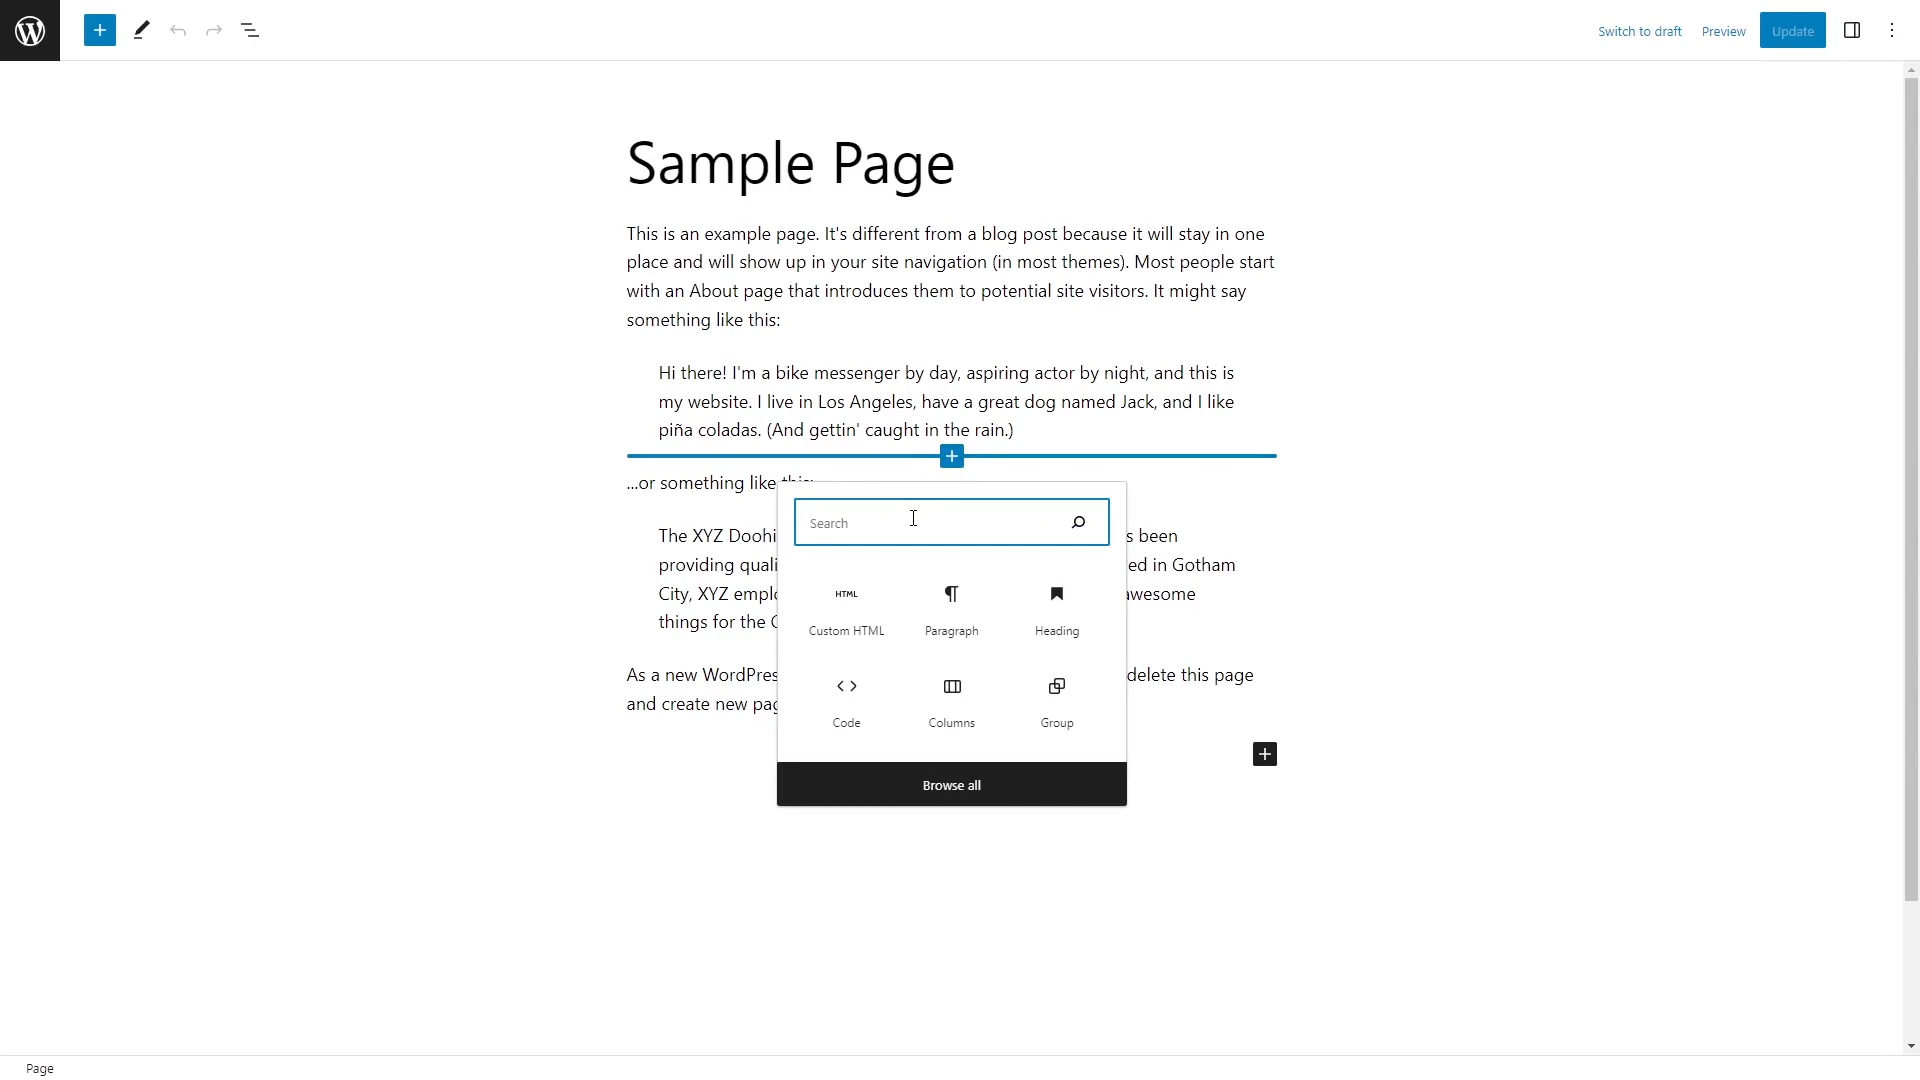 Switch to draft Preview Update
Sample Page
This is an example page. It's different from a blog post because it will stay in one
place and will show up in your site navigation (in most themes). Most people start
with an About page that introduces them to potential site visitors. It might say
something like this:
Hi there! I'm a bike messenger by day, aspiring actor by night, and this is
my website. I live in Los Angeles, have a great dog named Jack, and I like
piña coladas. (And gettin' caught in the rain.)
...or something like
The XYZ Doohi s been
providing quali ed in Gotham
City, XYZ emplo awesome
things for the
As a new WordPres delete this page
and create new pag
Search
HTML
Custom HTML Paragraph Heading
Code Columns Group
Browse all
Page